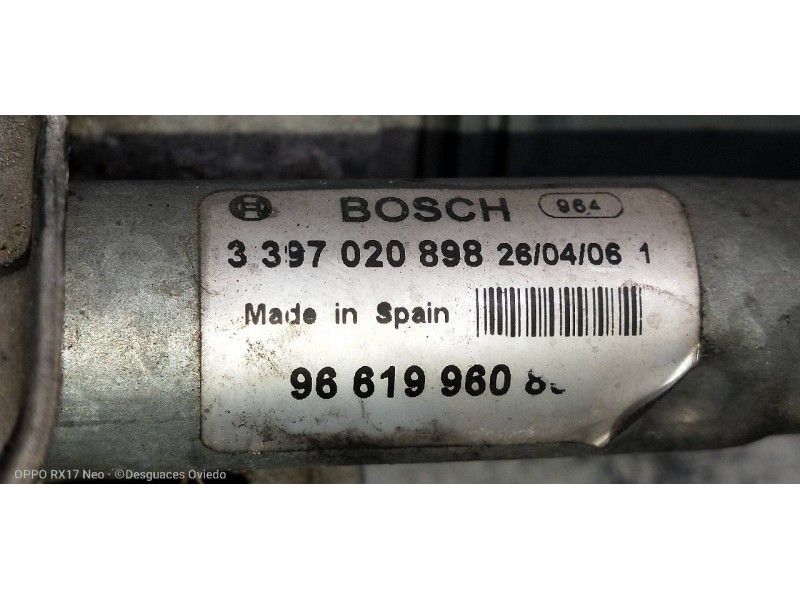 BOSCH 964
3 397 020 898 26/04/06 1
Made in Spain
96 619 960
OPPO RX17 Neo · ©Desguaces Oviedo